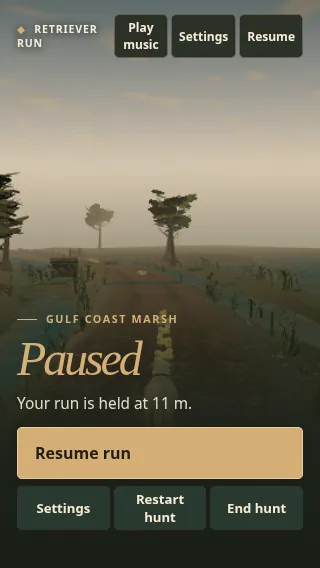 RETRIEVER
RUN
Play
music
Settings
Resume
GULF COAST MARSH
Paused
Your run is held at 11 m.
Resume run
Settings
Restart
hunt
End hunt